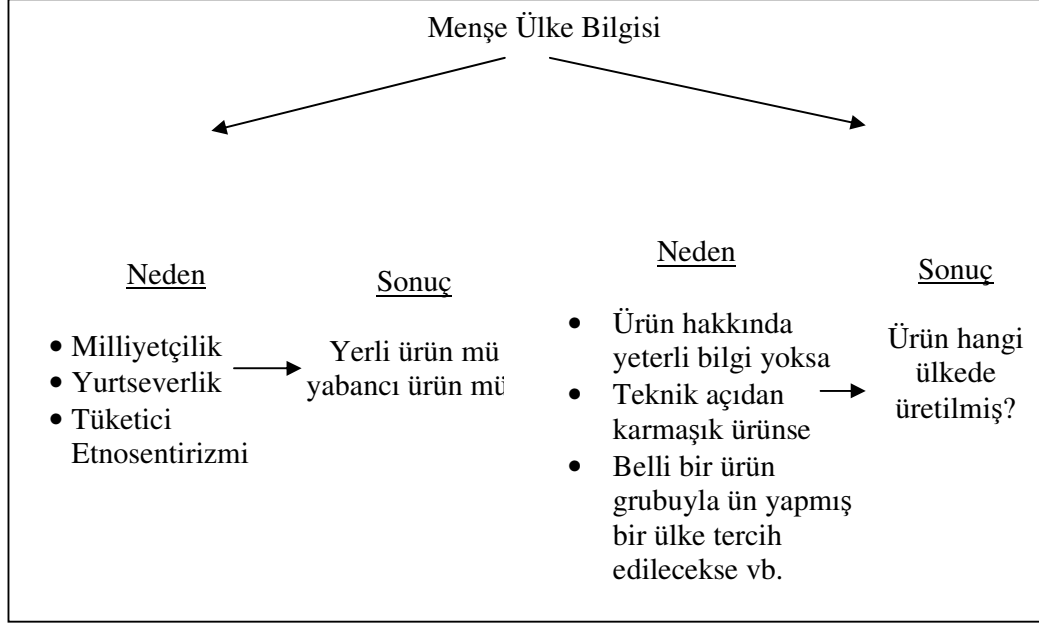 Menşe Ülke Bilgisi
Neden
Sonuç
• Milliyetçilik
• Yurtseverlik
• Tüketici
Etnosentirizmi
Yerli ürün mü
yabancı ürün mü
Neden
Sonuç
• Ürün hakkında
yeterli bilgi yoksa
• Teknik açıdan
karmaşık ürünse
• Belli bir ürün
grubuyla ün yapmış
bir ülke tercih
edilecekse vb.
Ürün hangi
ülkede
üretilmiş?